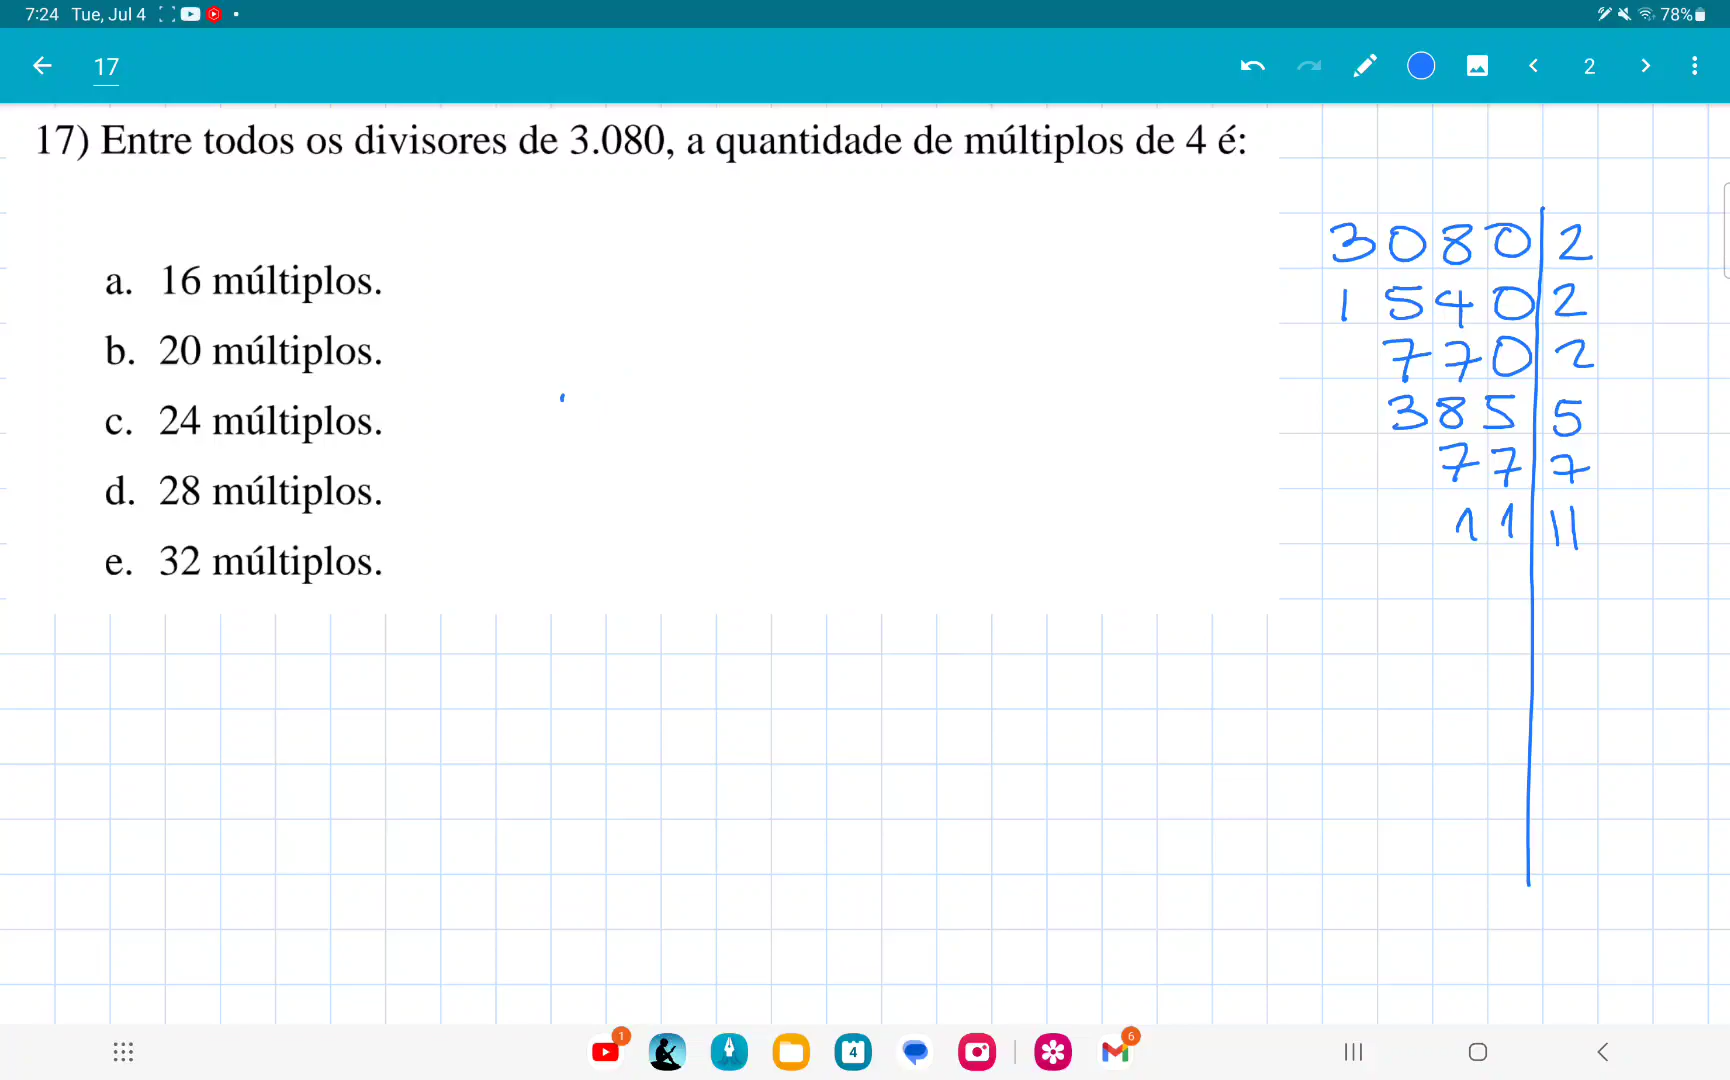 7:24 Tue, Jul 4
78%
17
2
17) Entre todos os divisores de 3.080, a quantidade de múltiplos de 4 é:
a. 16 múltiplos.
b. 20 múltiplos.
c. 24 múltiplos.
d. 28 múltiplos.
e. 32 múltiplos.
3080 2
1540 2
770 2
385 5
77 7
11 11
1
4
6